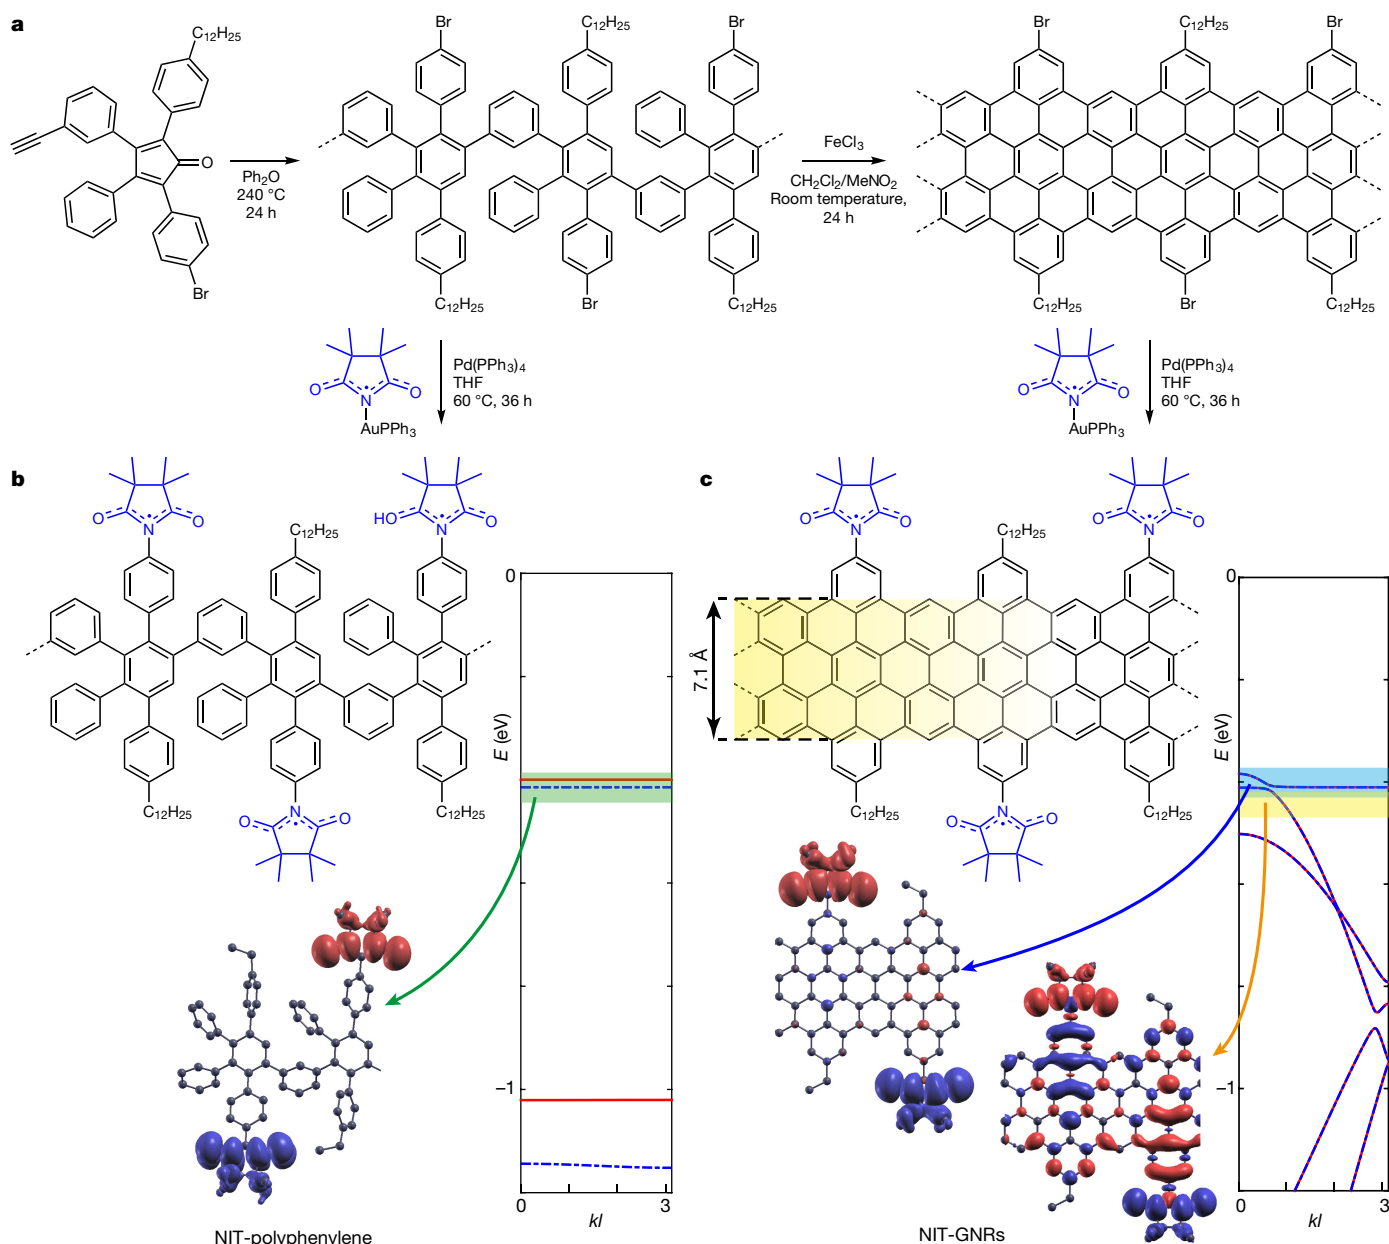 a
C12H25
O
Br
Ph2O
240 °C
24 h
Br
C12H25
Br
C12H25
Br
C12H25
FeCl3
CH2Cl2/MeNO2
Room temperature,
24 h
Br
C12H25
Br
C12H25
Br
C12H25
O
O
N
AuPPh3
Pd(PPh3)4
THF
60 °C, 36 h
O
O
N
AuPPh3
Pd(PPh3)4
THF
60 °C, 36 h
b
O
O
N
C12H25
HO
O
N
C12H25
N
O
O
C12H25
0
E (eV)
−1
0
3
kl
NIT-polyphenylene
c
O
O
N
C12H25
O
O
N
7.1 Å
C12H25
N
O
O
C12H25
0
E (eV)
−1
0
3
kl
NIT-GNRs